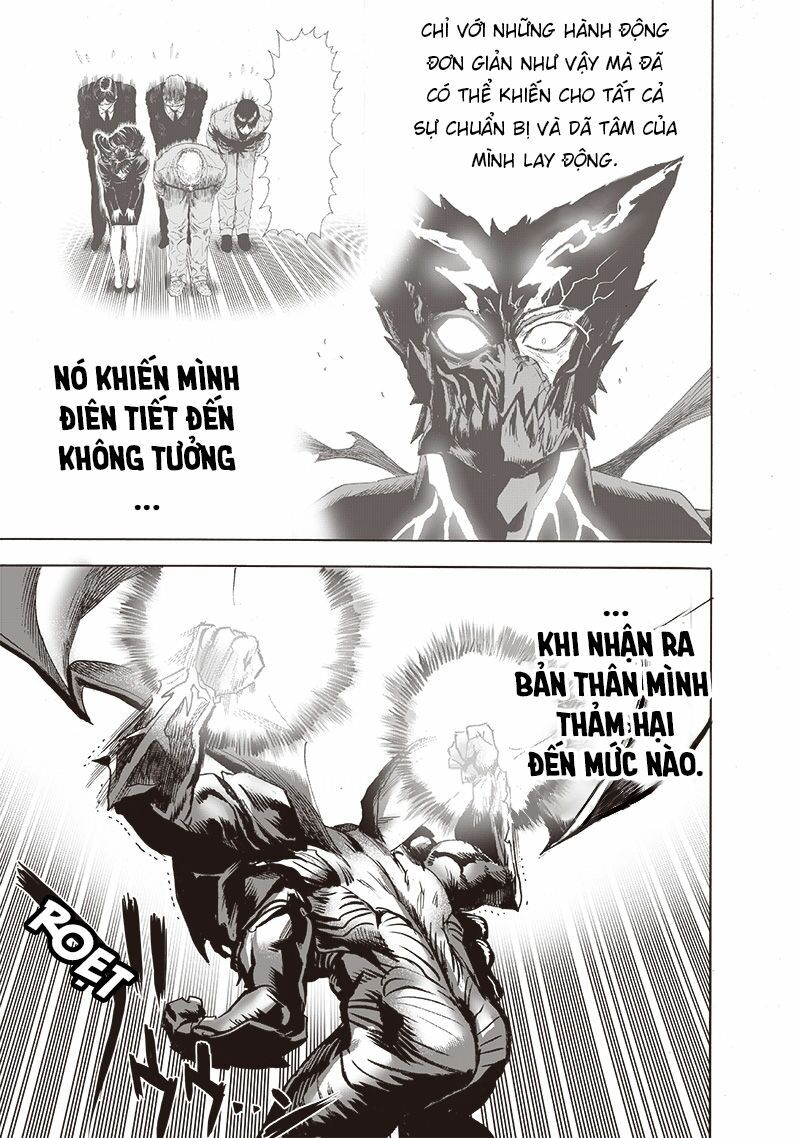 CHỈ VỚI NHỮNG HÀNH ĐỘNG
ĐƠN GIẢN NHƯ VẬY MÀ ĐÃ
CÓ THỂ KHIẾN CHO TẤT CẢ
SỰ CHUẨN BỊ VÀ DÃ TÂM CỦA
MÌNH LAY ĐỘNG.
NÓ KHIẾN MÌNH
ĐIÊN TIẾT ĐẾN
KHÔNG TƯỞNG
...
...
KHI NHẬN RA
BẢN THÂN MÌNH
THẢM HẠI
ĐẾN MỨC NÀO.
ROẸT